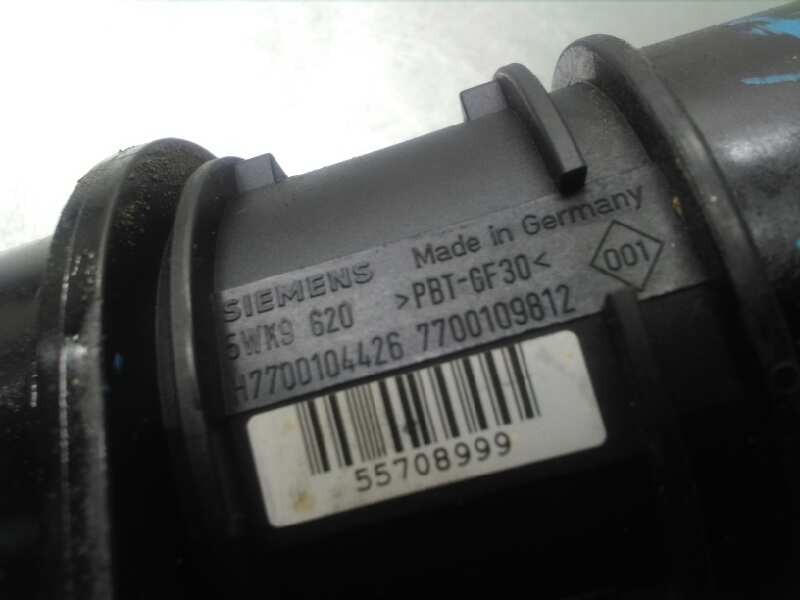 SIEMENS Made in Germany
5WK9 620 >PBT-GF30< 001
H7700104426 7700109812
55708999